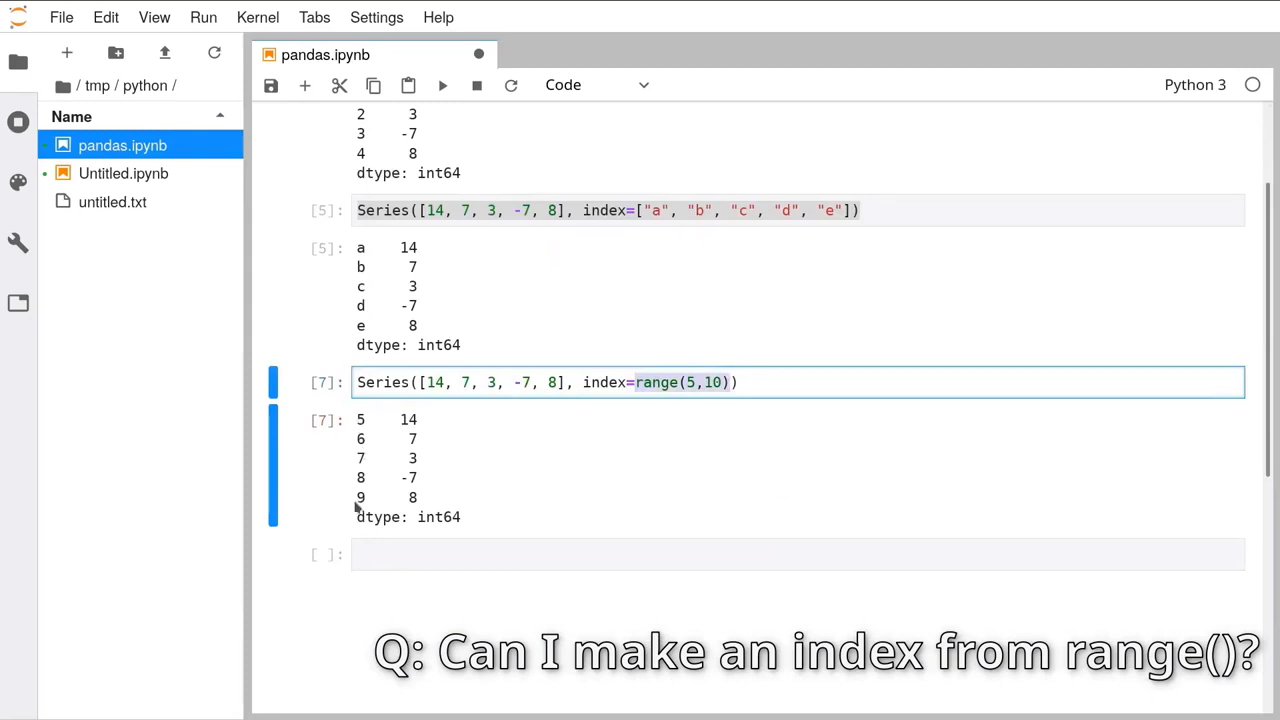 File Edit View Run Kernel Tabs Settings Help
pandas.ipynb
/ tmp / python /
Code
Python 3
Name
pandas.ipynb
Untitled.ipynb
untitled.txt
2 3
3 -7
4 8
dtype: int64
[5]: Series([14, 7, 3, -7, 8], index=["a", "b", "c", "d", "e"])
[5]: a 14
b 7
c 3
d -7
e 8
dtype: int64
[7]: Series([14, 7, 3, -7, 8], index=range(5,10))
[7]: 5 14
6 7
7 3
8 -7
9 8
dtype: int64
[ ]:
Q: Can I make an index from range()?